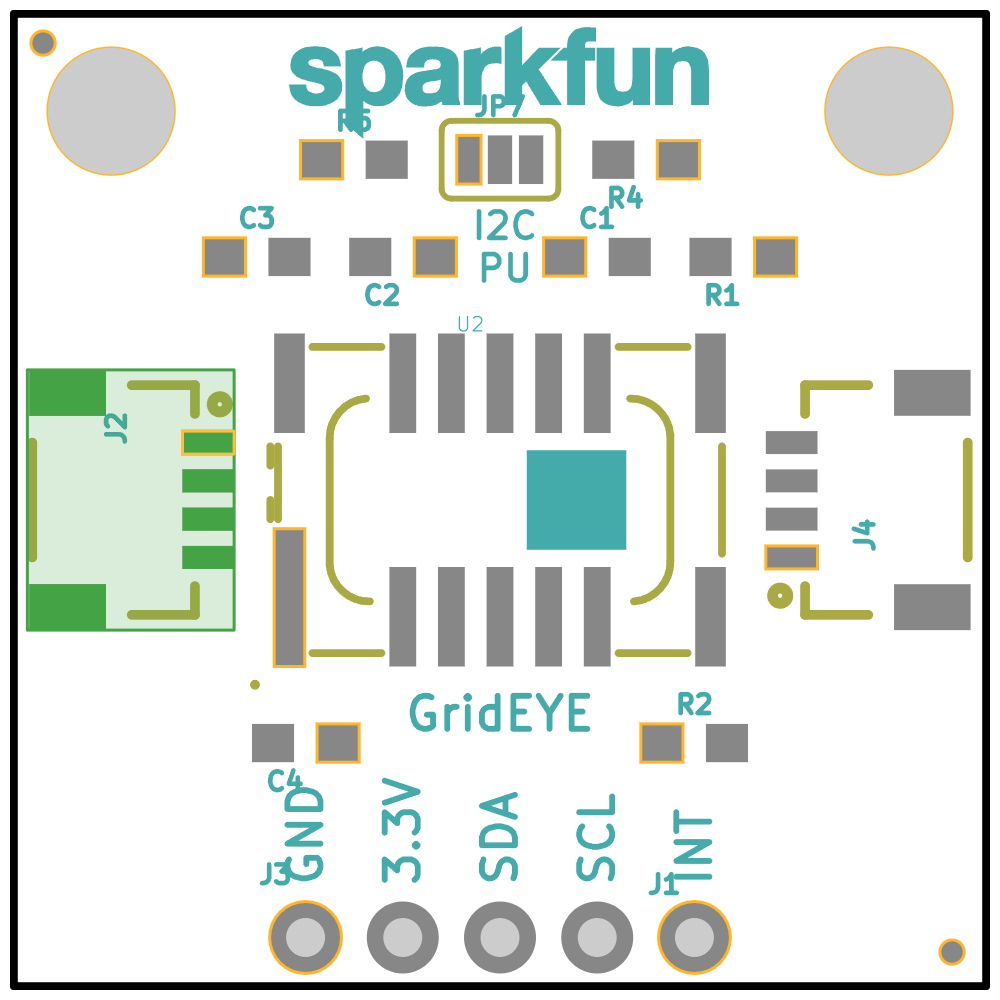 sparkfun
JP7
R5
R4
I2C
PU
C3
C1
C2
R1
U2
J2
J4
GridEYE
R2
C4
GND
3.3V
SDA
SCL
INT
J3
J1